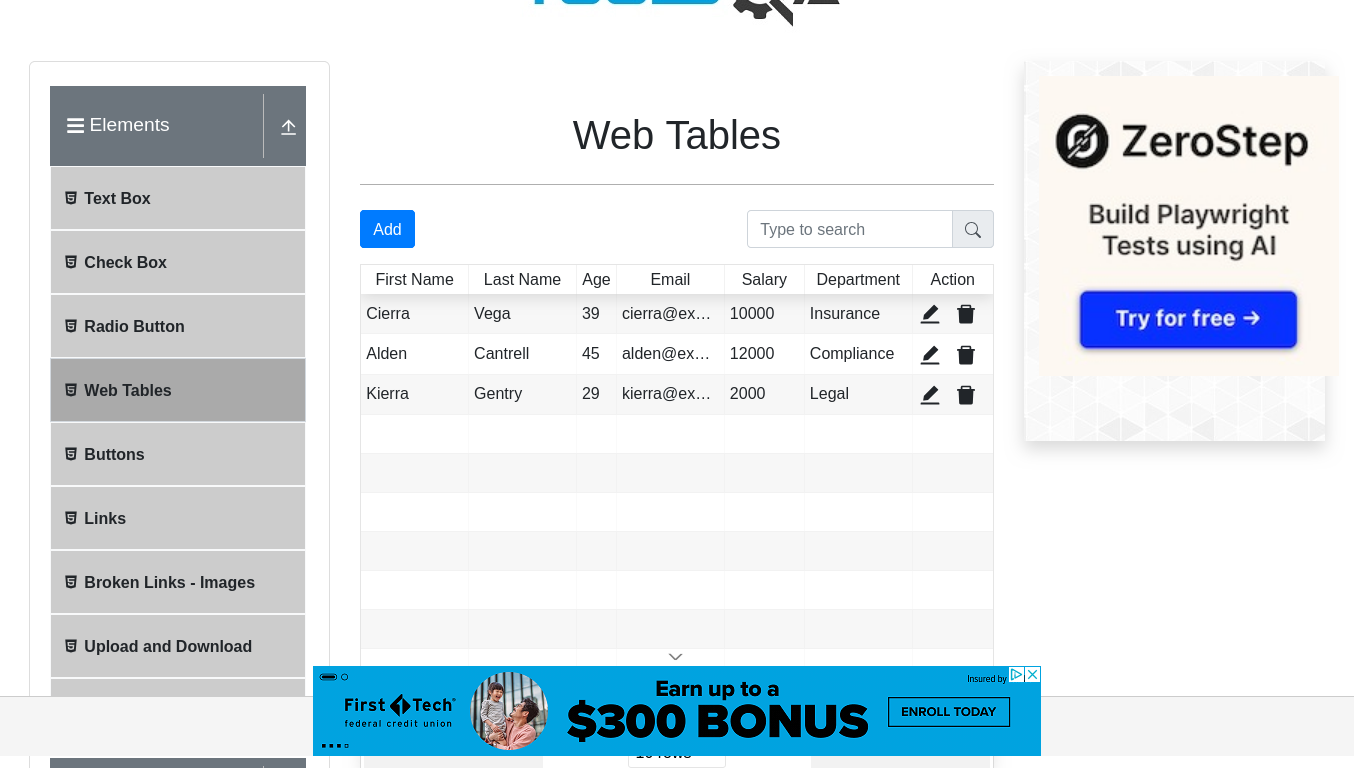 Elements
Text Box
Check Box
Radio Button
Web Tables
Buttons
Links
Broken Links - Images
Upload and Download
Web Tables
Add
Type to search
First Name Last Name Age Email Salary Department Action
Cierra Vega 39 cierra@ex… 10000 Insurance
Alden Cantrell 45 alden@ex… 12000 Compliance
Kierra Gentry 29 kierra@ex… 2000 Legal
ZeroStep
Build Playwright
Tests using AI
Try for free →
First Tech®
federal credit union
Earn up to a
$300 BONUS
Insured by
ENROLL TODAY